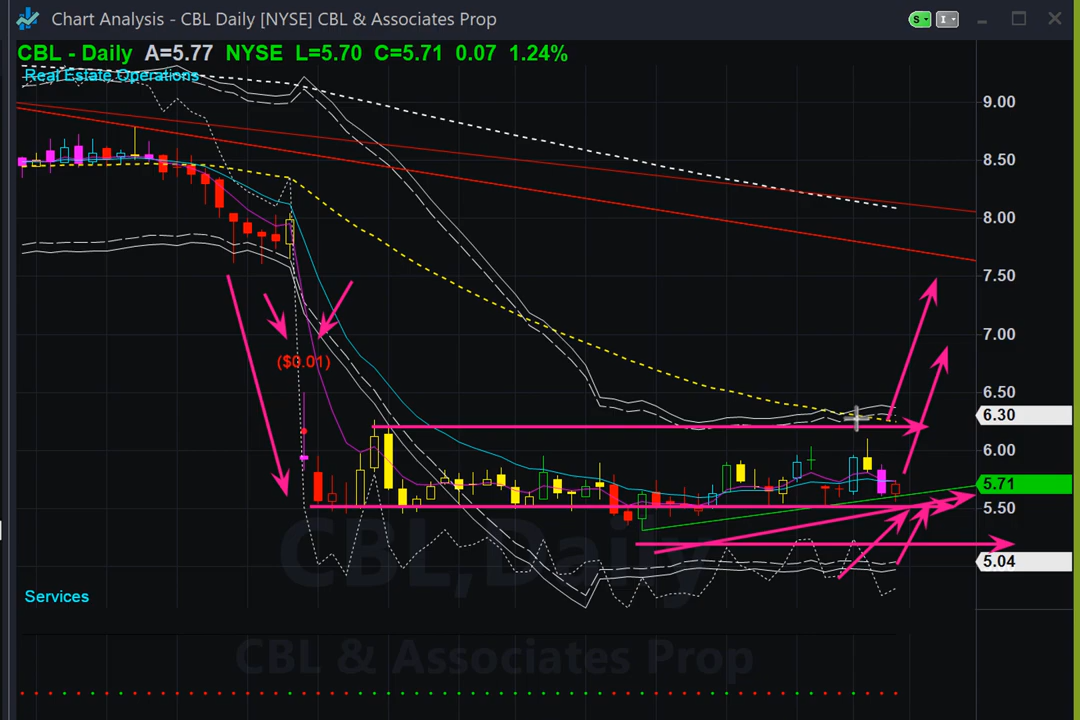 Chart Analysis - CBL Daily [NYSE] CBL & Associates Prop
S
I
CBL - Daily A=5.77 NYSE L=5.70 C=5.71 0.07 1.24%
Real Estate Operations
9.00
8.50
8.00
7.50
7.00
($0.01)
6.50
6.30
6.00
5.71
5.50
CBL,Daily
5.04
Services
CBL & Associates Prop